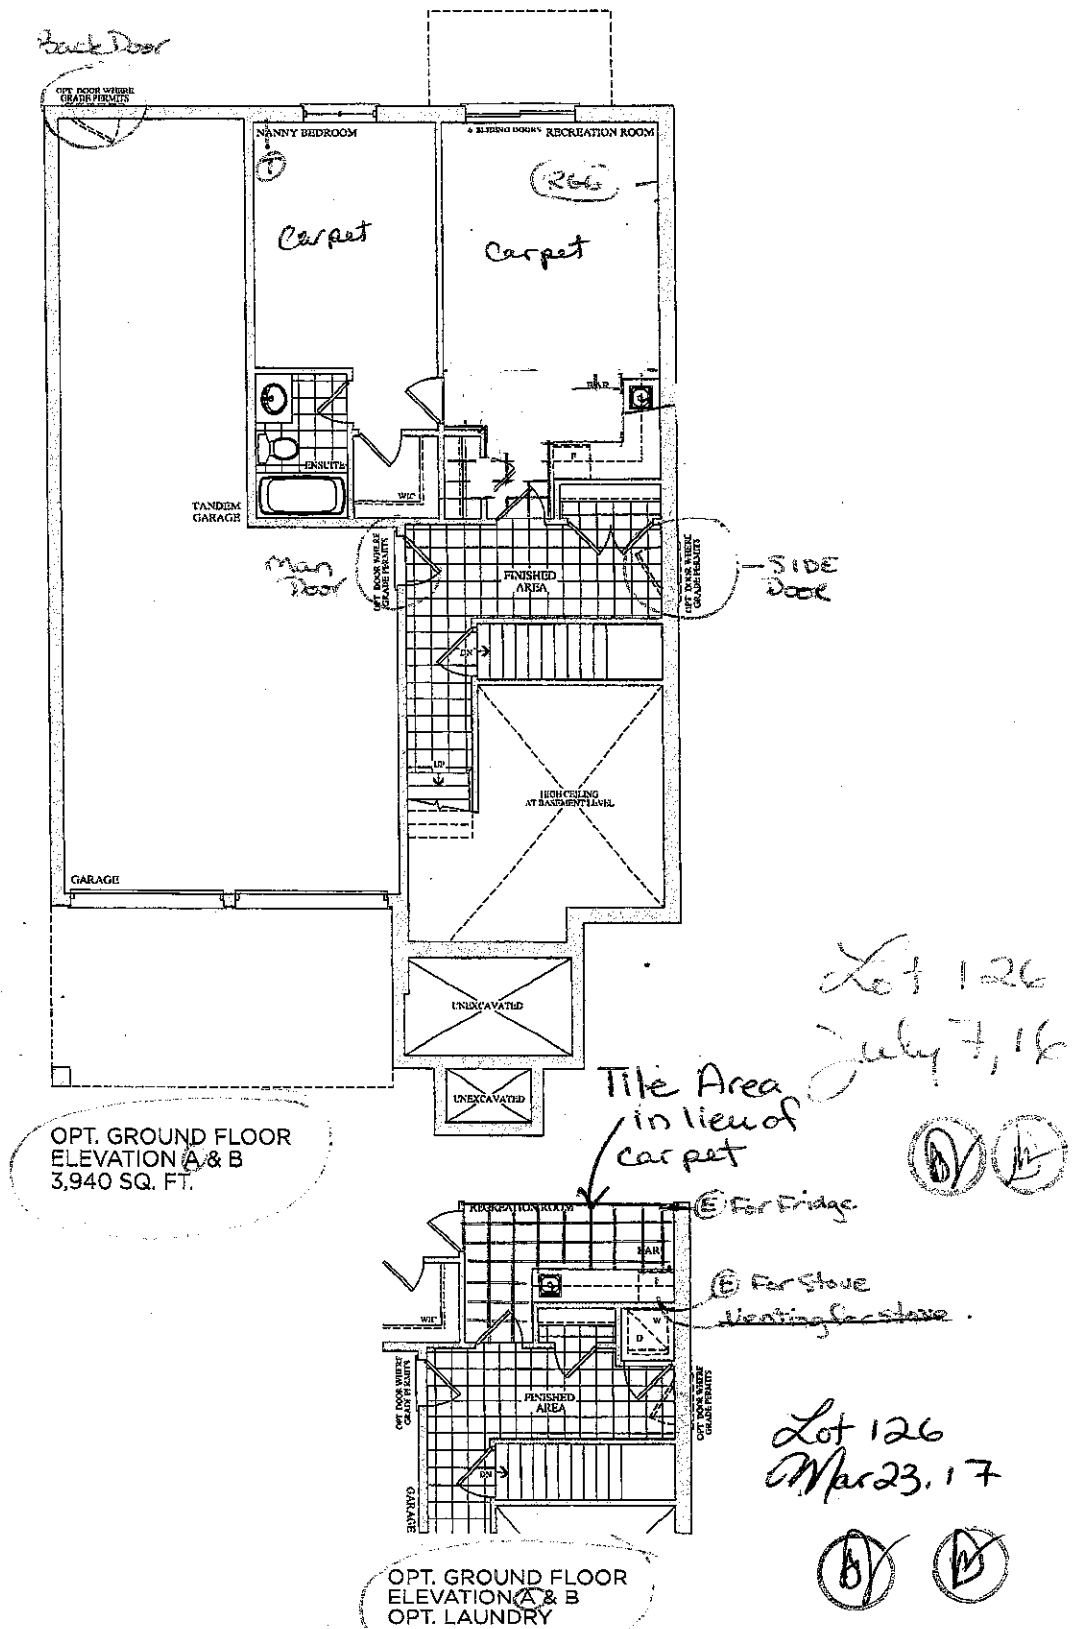 Back Door
OPT DOOR WHERE
GRADE PERMITS
NANNY BEDROOM
6 SLIDING DOORS
RECREATION ROOM
T
Carpet
Carpet
BAR
ENSUITE
WIC
TANDEM
GARAGE
Man
Door
OPT DOOR WHERE
GRADE PERMITS
FINISHED
AREA
OPT DOOR WHERE
GRADE PERMITS
SIDE
DOOR
DN
UP
HIGH CEILING
AT BASEMENT LEVEL
GARAGE
UNEXCAVATED
UNEXCAVATED
Lot 126
July 7, 16
OPT. GROUND FLOOR
ELEVATION A & B
3,940 SQ. FT.
Tile Area
in lieu of
carpet
RECREATION ROOM
E For Fridge
BAR
E For Stove
Venting for stove.
WIC
W
D
OPT DOOR WHERE
GRADE PERMITS
FINISHED
AREA
OPT DOOR WHERE
GRADE PERMITS
DN
GARAGE
Lot 126
Mar 23. 17
OPT. GROUND FLOOR
ELEVATION A & B
OPT. LAUNDRY